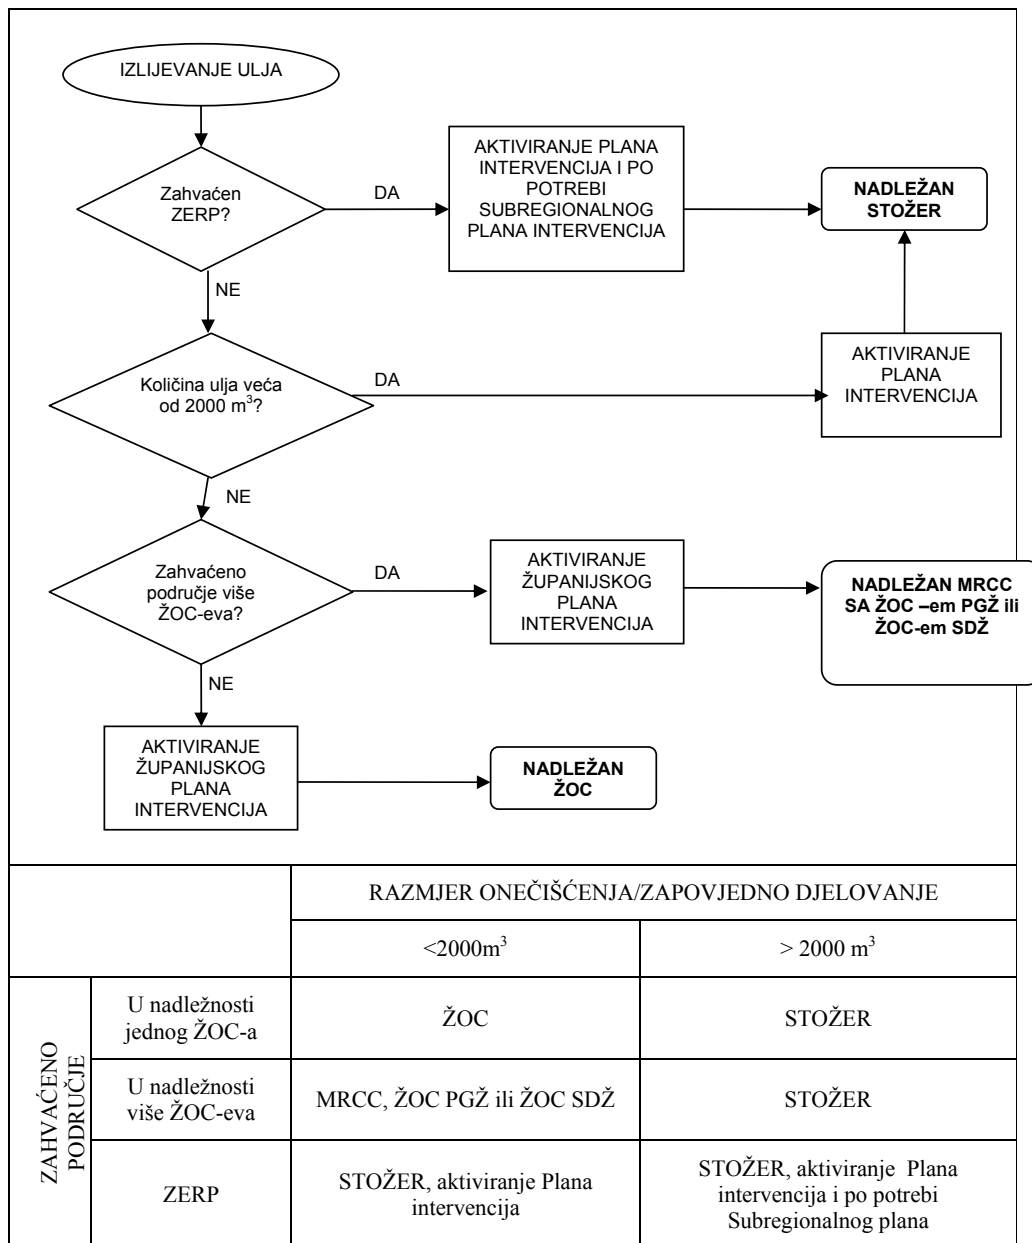 IZLIJEVANJE ULJA
Zahvaćen
ZERP?
DA
AKTIVIRANJE PLANA
INTERVENCIJA I PO
POTREBI
SUBREGIONALNOG
PLANA INTERVENCIJA
NADLEŽAN
STOŽER
NE
Količina ulja veća
od 2000 m³?
DA
AKTIVIRANJE
PLANA
INTERVENCIJA
NE
Zahvaćeno
područje više
ŽOC-eva?
DA
AKTIVIRANJE
ŽUPANIJSKOG
PLANA
INTERVENCIJA
NADLEŽAN MRCC
SA ŽOC –em PGŽ ili
ŽOC-em SDŽ
NE
AKTIVIRANJE
ŽUPANIJSKOG
PLANA
INTERVENCIJA
NADLEŽAN
ŽOC
RAZMJER ONEČIŠĆENJA/ZAPOVJEDNO DJELOVANJE
<2000m³
> 2000 m³
ZAHVAĆENO
PODRUČJE
U nadležnosti
jednog ŽOC-a
ŽOC
STOŽER
U nadležnosti
više ŽOC-eva
MRCC, ŽOC PGŽ ili ŽOC SDŽ
STOŽER
ZERP
STOŽER, aktiviranje Plana
intervencija
STOŽER, aktiviranje Plana
intervencija i po potrebi
Subregionalnog plana